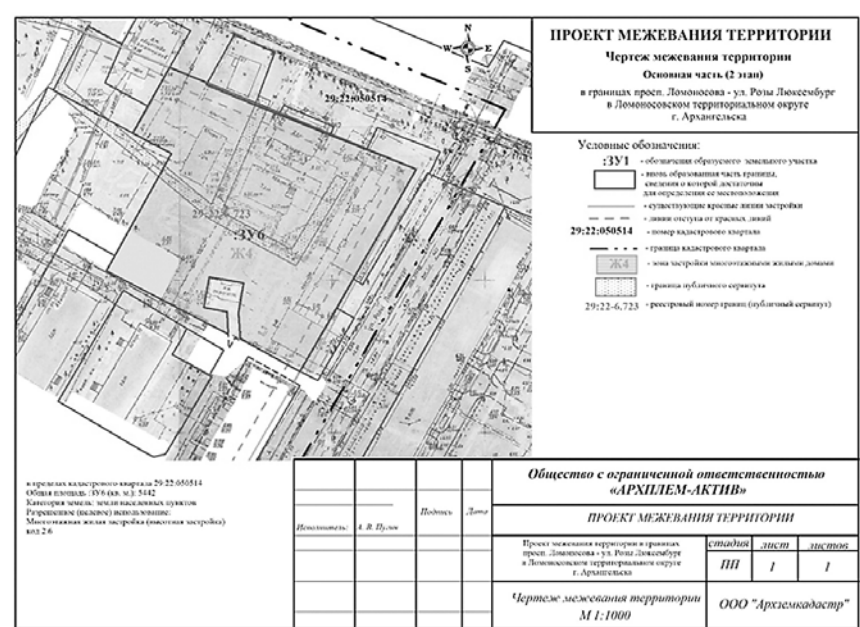 ПРОЕКТ МЕЖЕВАНИЯ ТЕРРИТОРИИ
Чертеж межевания территории
Основная часть (2 этап)
в границах просп. Ломоносова - ул. Розы Люксембург
в Ломоносовском территориальном округе
г. Архангельска
Условные обозначения:
:ЗУ1 - обозначения образуемого земельного участка
- вновь образованная часть границы,
сведения о которой достаточны
для определения ее местоположения
- существующие красные линии застройки
- линии отступа от красных линий
29:22:050514 - номер кадастрового квартала
- граница кадастрового квартала
Ж4 - зона застройки многоэтажными жилыми домами
- граница публичного сервитута
29:22-6.723 - реестровый номер границ (публичный сервитут)
N
W E
S
29:22:050514
29:22-6.723
:ЗУ6
Ж4
в пределах кадастрового квартала 29:22:050514
Общая площадь :ЗУ6 (кв. м.): 5442
Категория земель: земли населенных пунктов
Разрешенное (целевое) использование:
Многоэтажная жилая застройка (высотная застройка)
код 2.6
Исполнитель: А. В. Пугин Подпись Дата
Общество с ограниченной ответственностью
«АРХПЛЕМ-АКТИВ»
ПРОЕКТ МЕЖЕВАНИЯ ТЕРРИТОРИИ
Проект межевания территории в границах
просп. Ломоносова - ул. Розы Люксембург
в Ломоносовском территориальном округе
г. Архангельска
стадия лист листов
ПП 1 1
Чертеж межевания территории
М 1:1000
ООО "Архземкадастр"